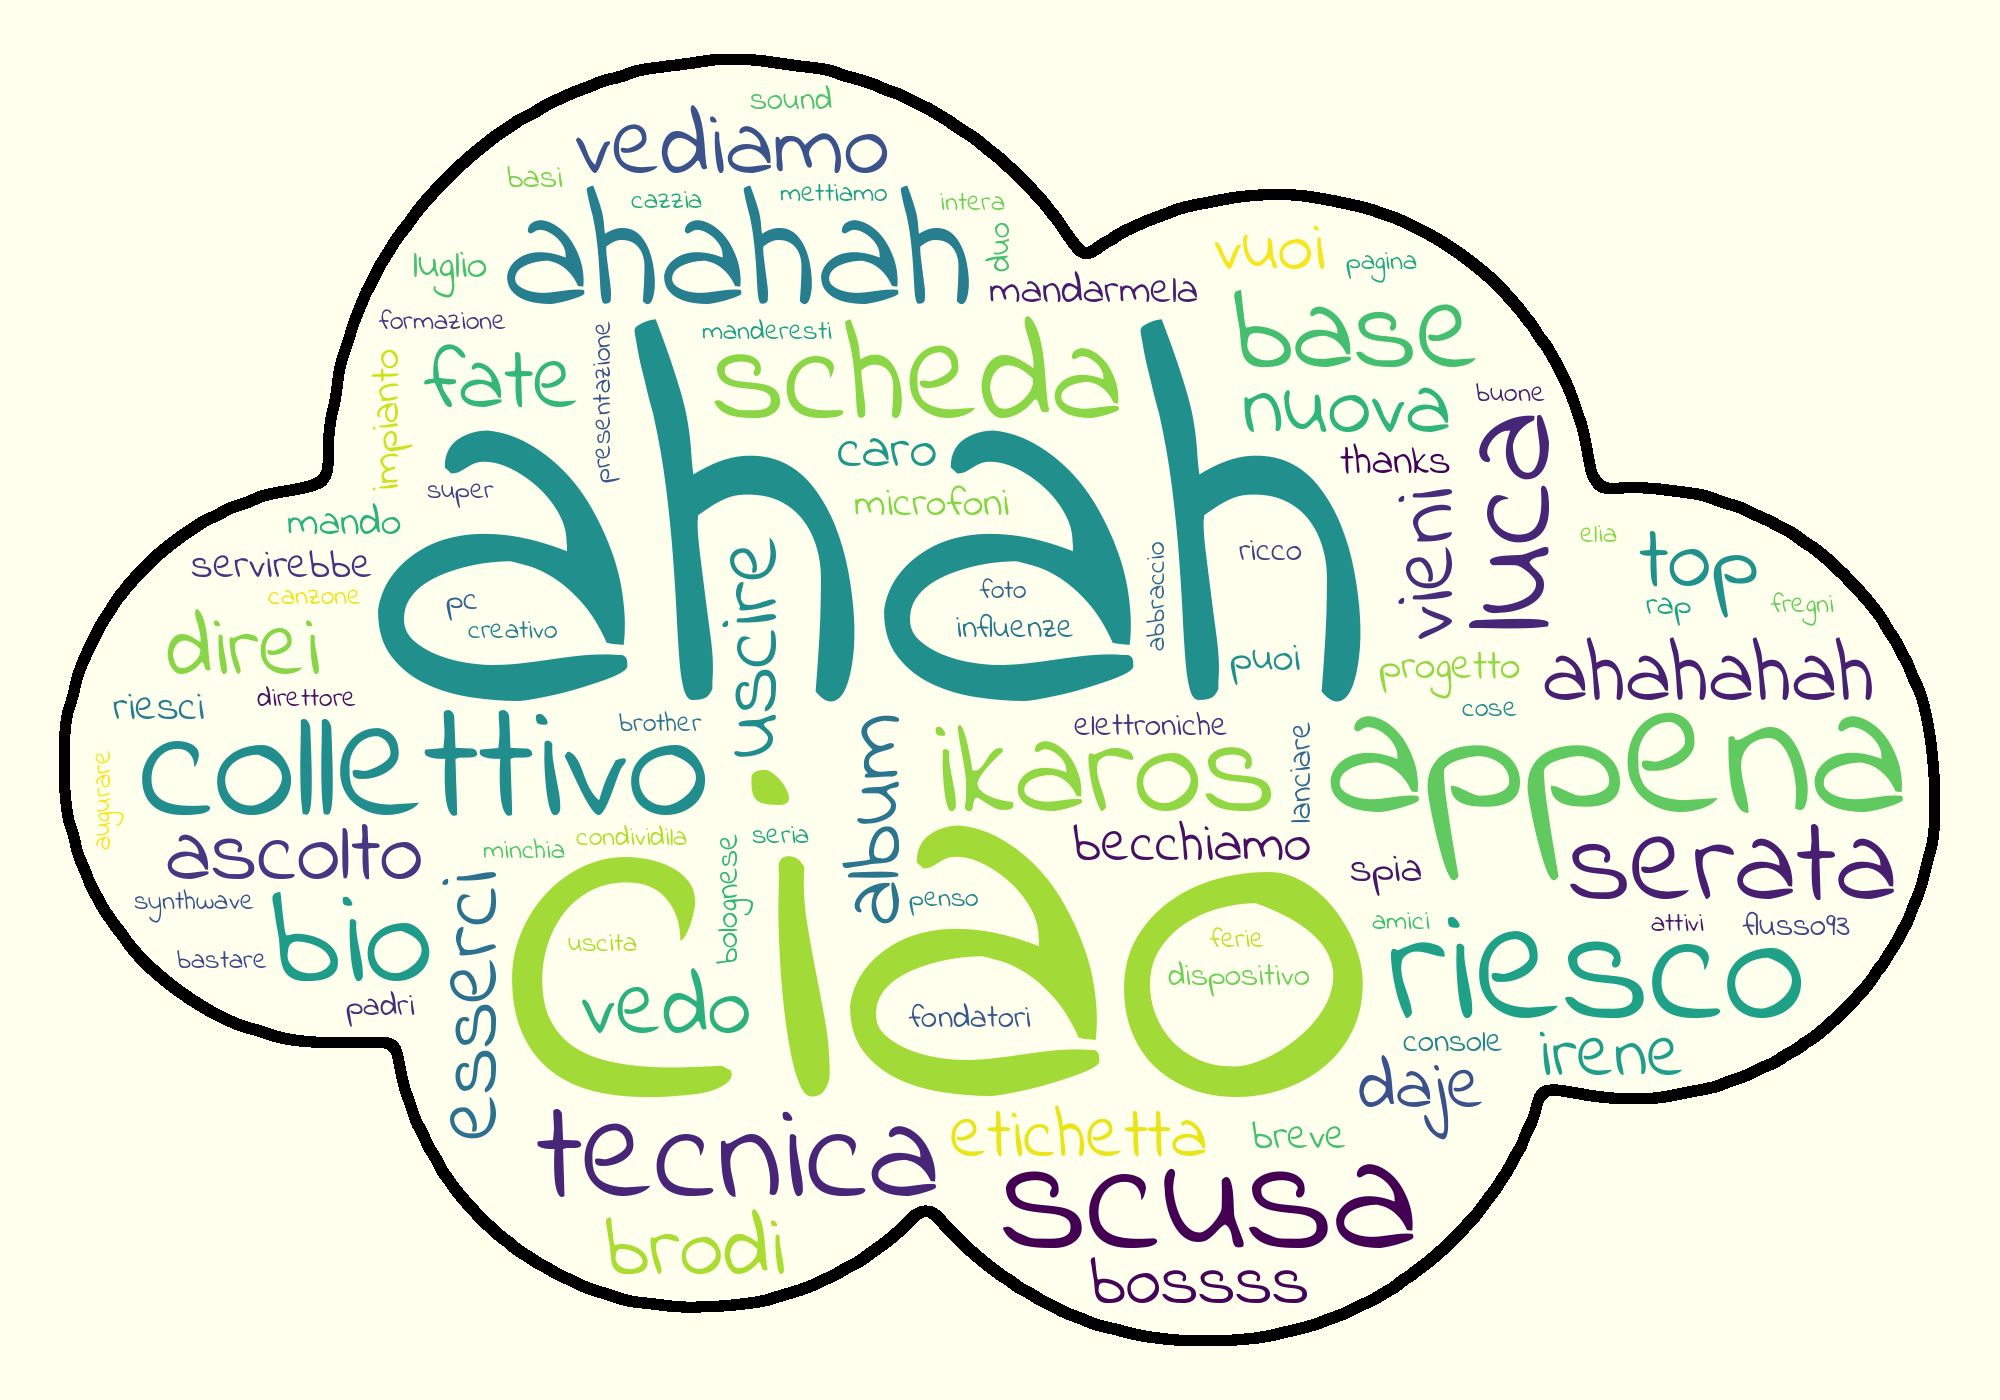 sound
vediamo
basi
cazzia
mettiamo
intera
ahahah
duo
luglio
mandarmela
vuoi
pagina
formazione
manderesti
base
impianto
fate
presentazione
scheda
nuova
buone
ahah
caro
thanks
luca
super
microfoni
vieni
mando
servirebbe
canzone
pc
creativo
uscire
foto
influenze
abbraccio
ricco
elia
top
rap
fregni
direi
puoi
progetto
ahahahah
riesci
direttore
brother
album
elettroniche
cose
collettivo
ikaros
lanciare
appena
augurare
ascolto
minchia
condividila
seria
becchiamo
spia
serata
synthwave
bio
esserci
bolognese
penso
amici
attivi
flusso93
bastare
uscita
ciao
ferie
dispositivo
riesco
padri
vedo
fondatori
console
irene
daje
tecnica
etichetta
breve
scusa
brodi
bossss